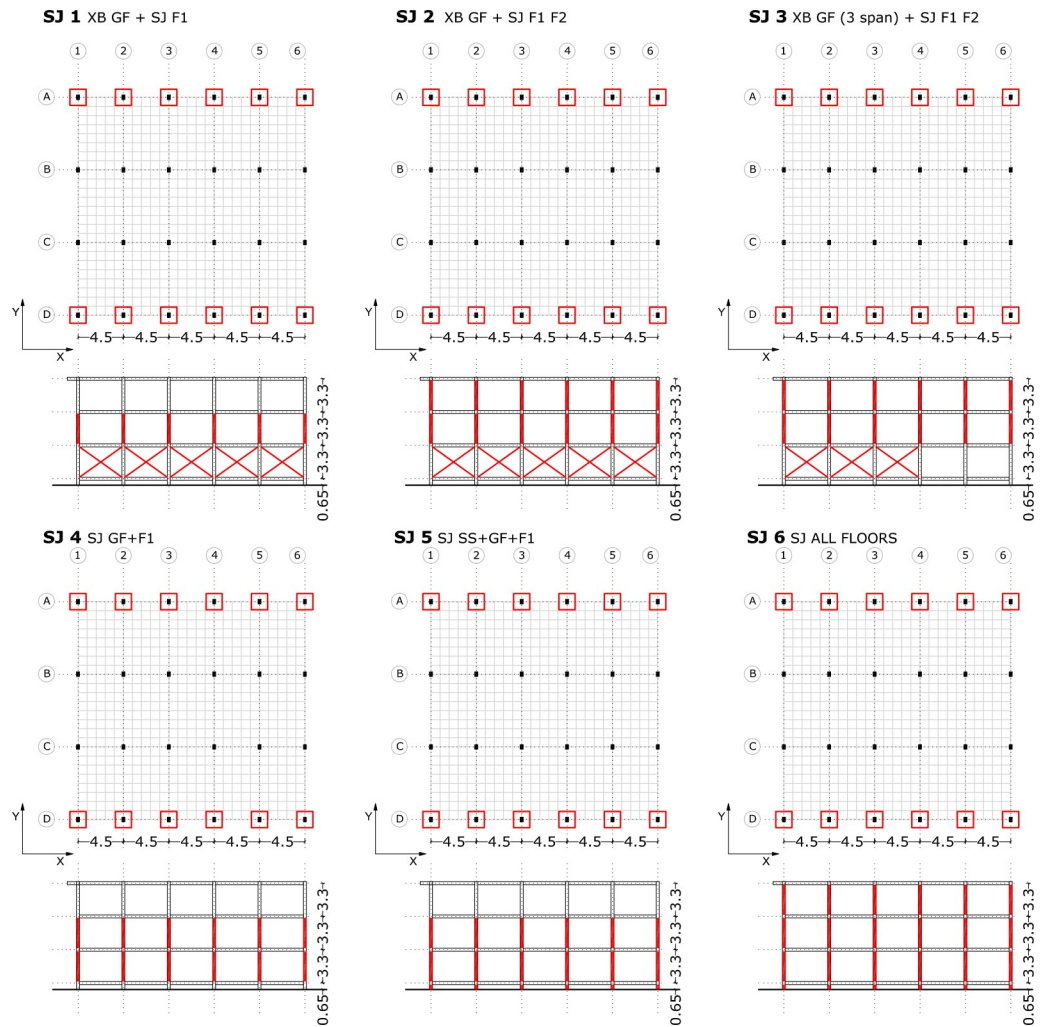 SJ 1 XB GF + SJ F1
SJ 2 XB GF + SJ F1 F2
SJ 3 XB GF (3 span) + SJ F1 F2
1 2 3 4 5 6
1 2 3 4 5 6
1 2 3 4 5 6
A
A
A
B
B
B
C
C
C
Y
Y
Y
D
D
D
4.5 4.5 4.5 4.5 4.5
4.5 4.5 4.5 4.5 4.5
4.5 4.5 4.5 4.5 4.5
X
X
X
0.65 3.3 3.3 3.3
0.65 3.3 3.3 3.3
0.65 3.3 3.3 3.3
SJ 4 SJ GF+F1
SJ 5 SJ SS+GF+F1
SJ 6 SJ ALL FLOORS
1 2 3 4 5 6
1 2 3 4 5 6
1 2 3 4 5 6
A
A
A
B
B
B
C
C
C
Y
Y
Y
D
D
D
4.5 4.5 4.5 4.5 4.5
4.5 4.5 4.5 4.5 4.5
4.5 4.5 4.5 4.5 4.5
X
X
X
0.65 3.3 3.3 3.3
0.65 3.3 3.3 3.3
0.65 3.3 3.3 3.3